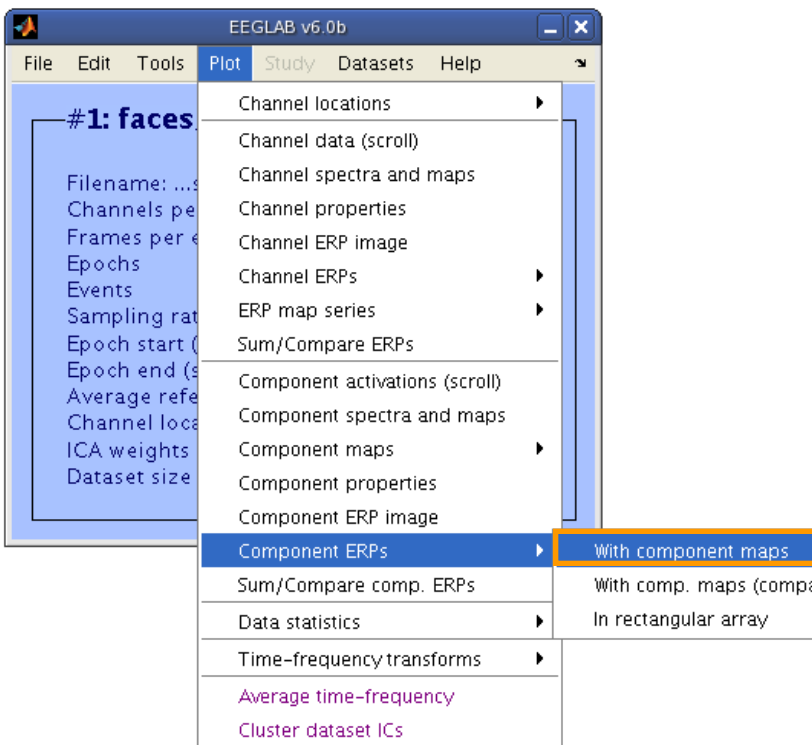 EEGLAB v6.0b
File Edit Tools Plot Study Datasets Help
#1: faces
Filename: ...s
Channels pe
Frames per e
Epochs
Events
Sampling rat
Epoch start (
Epoch end (s
Average refe
Channel loca
ICA weights
Dataset size
Channel locations
Channel data (scroll)
Channel spectra and maps
Channel properties
Channel ERP image
Channel ERPs
ERP map series
Sum/Compare ERPs
Component activations (scroll)
Component spectra and maps
Component maps
Component properties
Component ERP image
Component ERPs
Sum/Compare comp. ERPs
Data statistics
Time-frequency transforms
Average time-frequency
Cluster dataset ICs
With component maps
With comp. maps (compa
In rectangular array